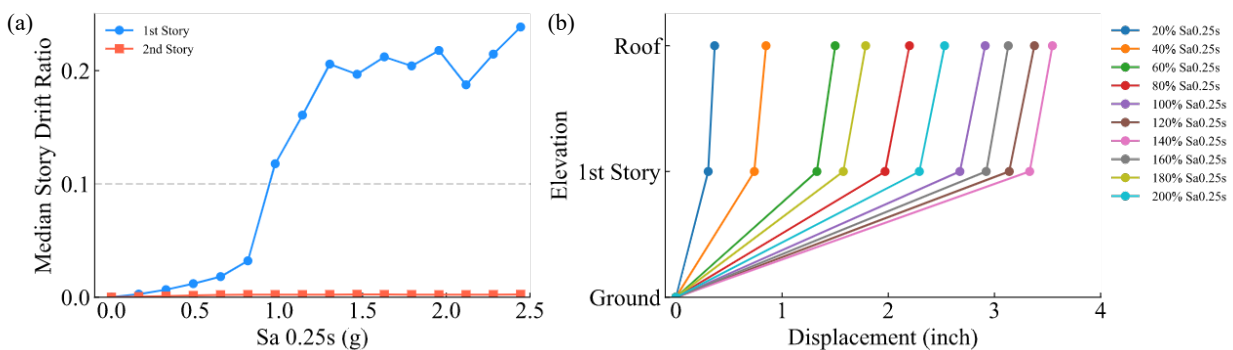 (a)
Median Story Drift Ratio
0.2
0.1
0.0
1st Story
2nd Story
0.0 0.5 1.0 1.5 2.0 2.5
Sa 0.25s (g)
(b)
Elevation
Roof
1st Story
Ground
0 1 2 3 4
Displacement (inch)
20% Sa0.25s
40% Sa0.25s
60% Sa0.25s
80% Sa0.25s
100% Sa0.25s
120% Sa0.25s
140% Sa0.25s
160% Sa0.25s
180% Sa0.25s
200% Sa0.25s